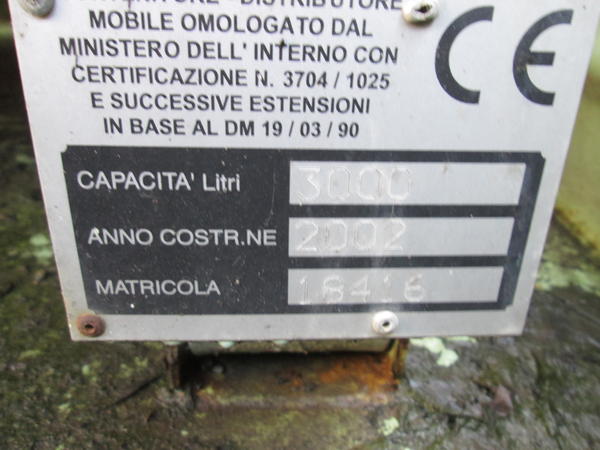 DISTRIBUTORE
MOBILE OMOLOGATO DAL
MINISTERO DELL' INTERNO CON
CERTIFICAZIONE N. 3704 / 1025
E SUCCESSIVE ESTENSIONI
IN BASE AL DM 19 / 03 / 90
CE
CAPACITA' Litri 3000
ANNO COSTR.NE 2002
MATRICOLA 18416